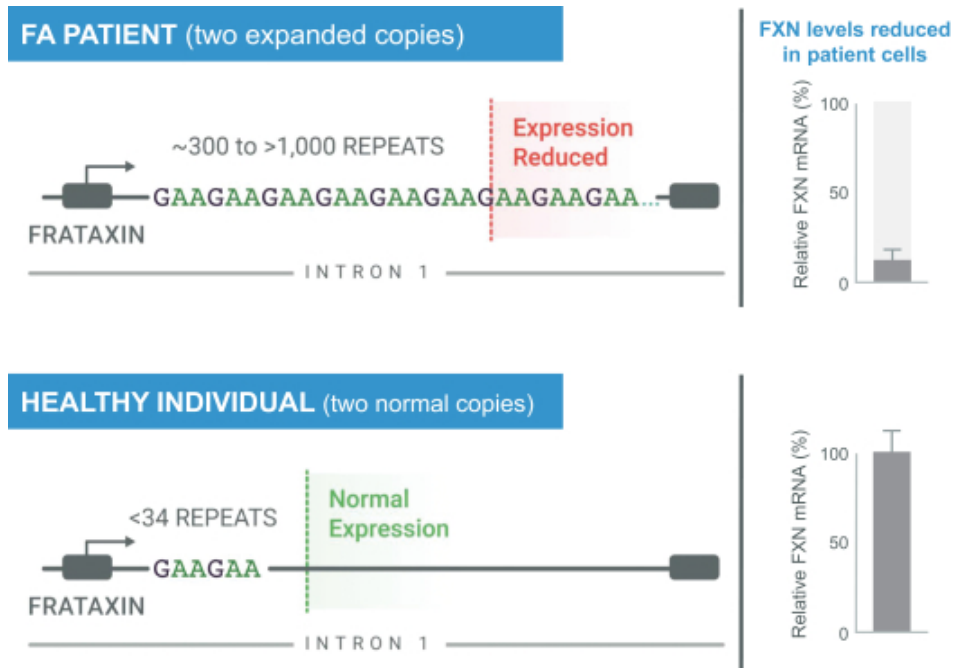 FA PATIENT (two expanded copies)
~300 to >1,000 REPEATS
Expression
Reduced
GAAGAAGAAGAAGAAGAAGAAGAAGAA...
FRATAXIN
INTRON 1
FXN levels reduced
in patient cells
Relative FXN mRNA (%)
100
50
0
HEALTHY INDIVIDUAL (two normal copies)
<34 REPEATS
Normal
Expression
GAAGAA
FRATAXIN
INTRON 1
Relative FXN mRNA (%)
100
50
0